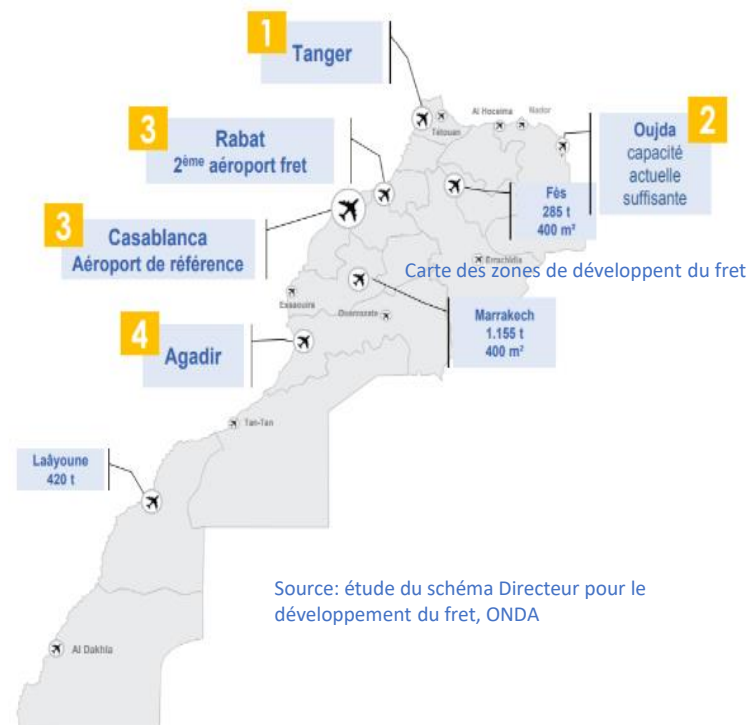 1
Tanger
Al Hoceima
Nador
Tétouan
3
Rabat
2ème aéroport fret
Oujda
capacité
actuelle
suffisante
2
Fès
285 t
400 m²
3
Casablanca
Aéroport de référence
Errachidia
Carte des zones de développent du fret
Essaouira
Ouarzazate
Marrakech
1.155 t
400 m²
4
Agadir
Tan-Tan
Laâyoune
420 t
Source: étude du schéma Directeur pour le
développement du fret, ONDA
Al Dakhla